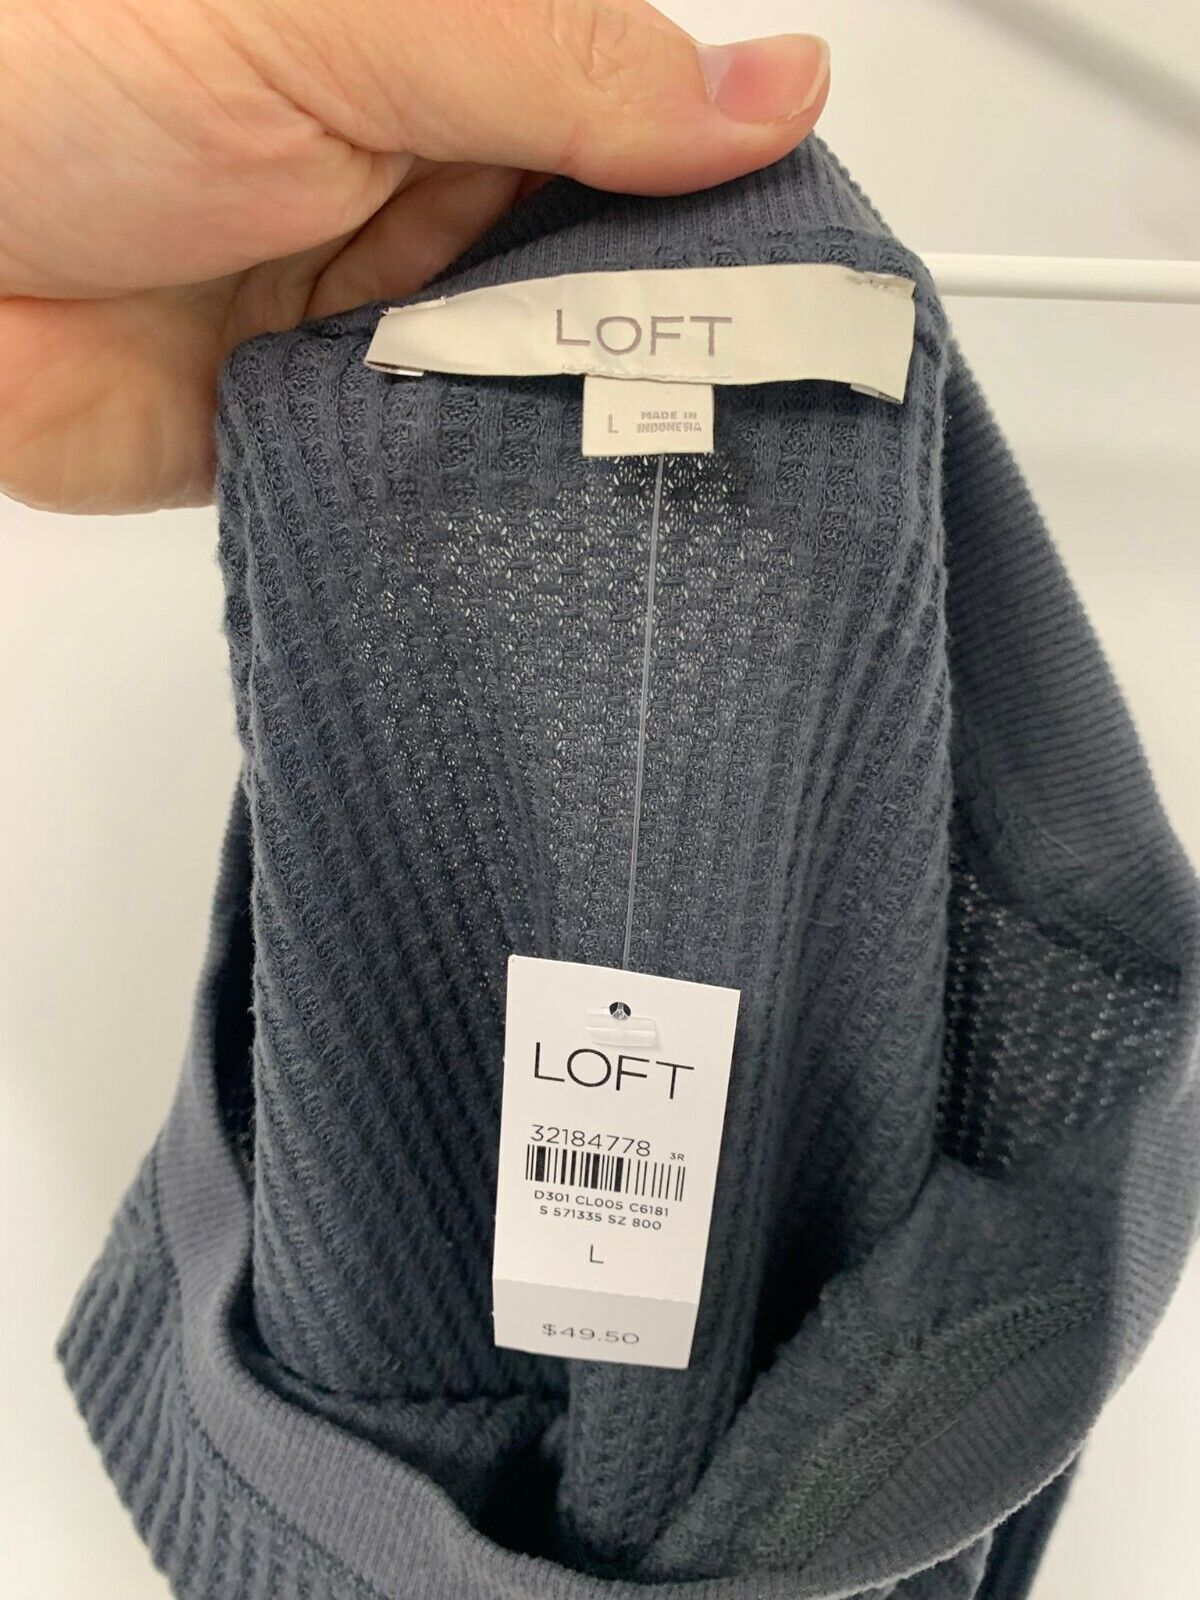 LOFT
L MADE IN
INDONESIA
LOFT
32184778 3R
D301 CL005 C6181
S 571335 SZ 800
L
$49.50